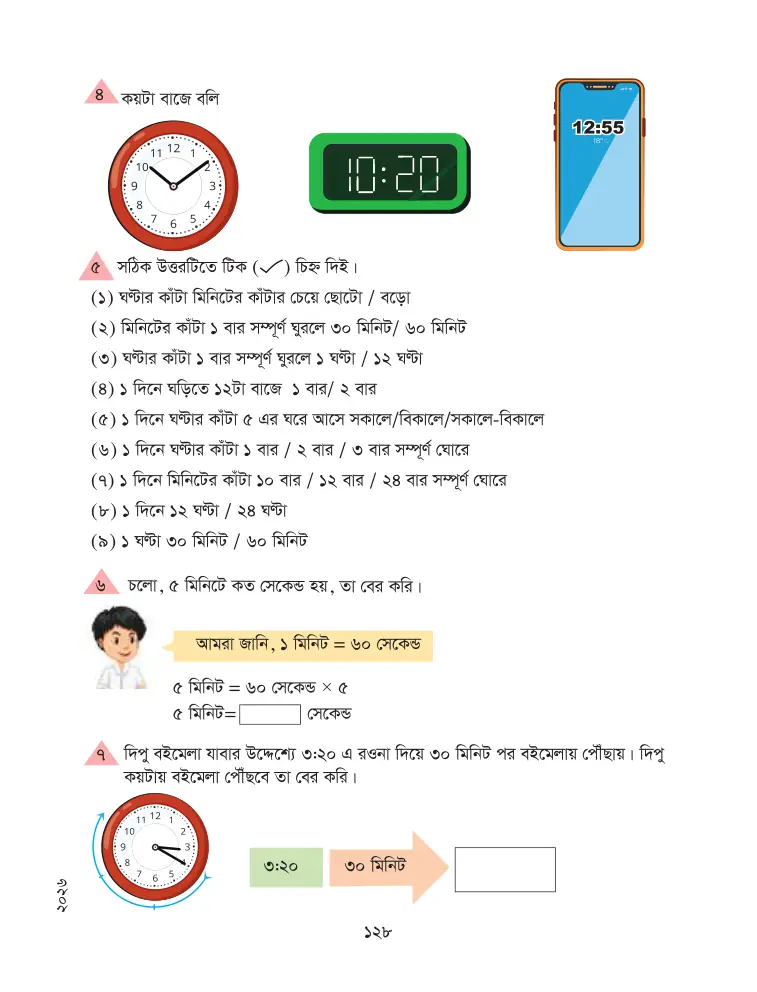 ৪ কয়টা বাজে বলি
11 12 1
10 2
9 3
8 4
7 6 5
10:20
12:55
18°
৫ সঠিক উত্তরটিতে টিক (✓) চিহ্ন দিই।
(১) ঘণ্টার কাঁটা মিনিটের কাঁটার চেয়ে ছোটো / বড়ো
(২) মিনিটের কাঁটা ১ বার সম্পূর্ণ ঘুরলে ৩০ মিনিট/ ৬০ মিনিট
(৩) ঘণ্টার কাঁটা ১ বার সম্পূর্ণ ঘুরলে ১ ঘণ্টা / ১২ ঘণ্টা
(৪) ১ দিনে ঘড়িতে ১২টা বাজে ১ বার/ ২ বার
(৫) ১ দিনে ঘণ্টার কাঁটা ৫ এর ঘরে আসে সকালে/বিকালে/সকালে-বিকালে
(৬) ১ দিনে ঘণ্টার কাঁটা ১ বার / ২ বার / ৩ বার সম্পূর্ণ ঘোরে
(৭) ১ দিনে মিনিটের কাঁটা ১০ বার / ১২ বার / ২৪ বার সম্পূর্ণ ঘোরে
(৮) ১ দিনে ১২ ঘণ্টা / ২৪ ঘণ্টা
(৯) ১ ঘণ্টা ৩০ মিনিট / ৬০ মিনিট
৬ চলো, ৫ মিনিটে কত সেকেন্ড হয়, তা বের করি।
আমরা জানি, ১ মিনিট = ৬০ সেকেন্ড
৫ মিনিট = ৬০ সেকেন্ড × ৫
৫ মিনিট= সেকেন্ড
৭ দিপু বইমেলা যাবার উদ্দেশ্যে ৩:২০ এ রওনা দিয়ে ৩০ মিনিট পর বইমেলায় পৌঁছায়। দিপু
কয়টায় বইমেলা পৌঁছবে তা বের করি।
11 12 1
10 2
9 3
8 4
7 6 5
৩:২০ ৩০ মিনিট
২০২৬
১২৮